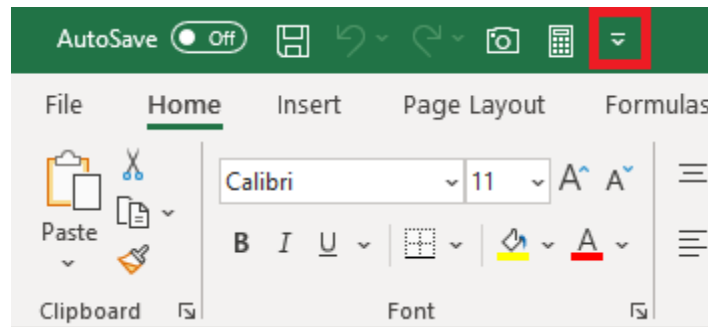 AutoSave Off
File Home Insert Page Layout Formulas
Calibri 11 A A
Paste B I U A
Clipboard Font